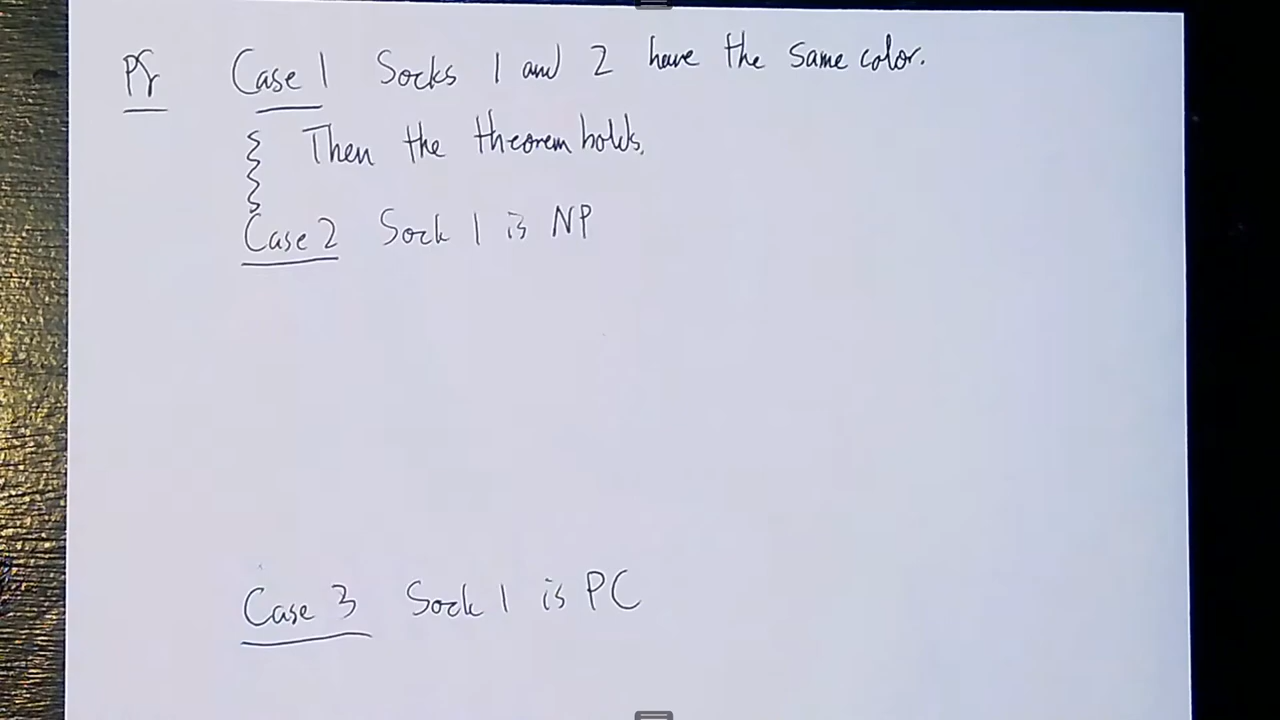 Pf Case 1 Socks 1 and 2 have the same color.
Then the theorem holds.
Case 2 Sock 1 is NP
Case 3 Sock 1 is PC